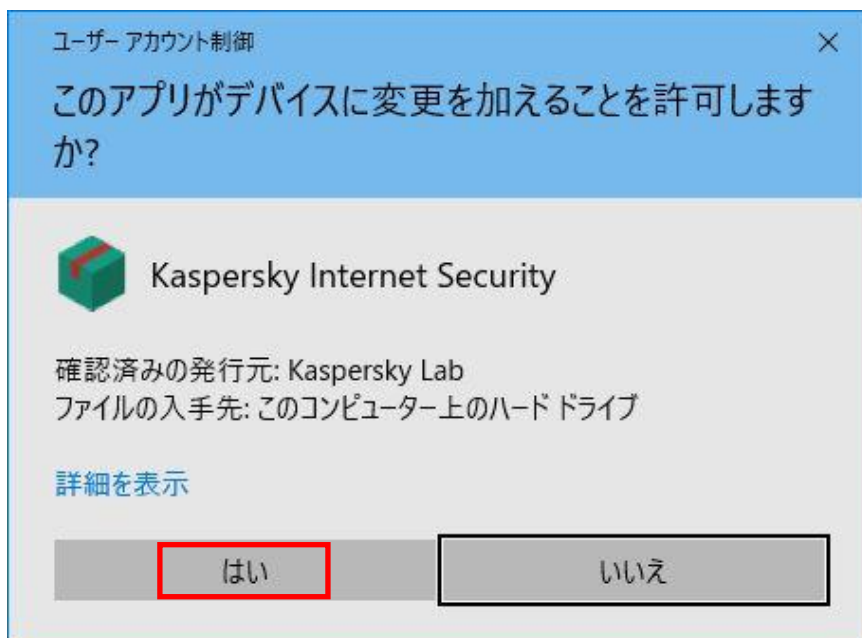 ユーザー アカウント制御
このアプリがデバイスに変更を加えることを許可します
か?
Kaspersky Internet Security
確認済みの発行元: Kaspersky Lab
ファイルの入手先: このコンピューター上のハード ドライブ
詳細を表示
はい
いいえ